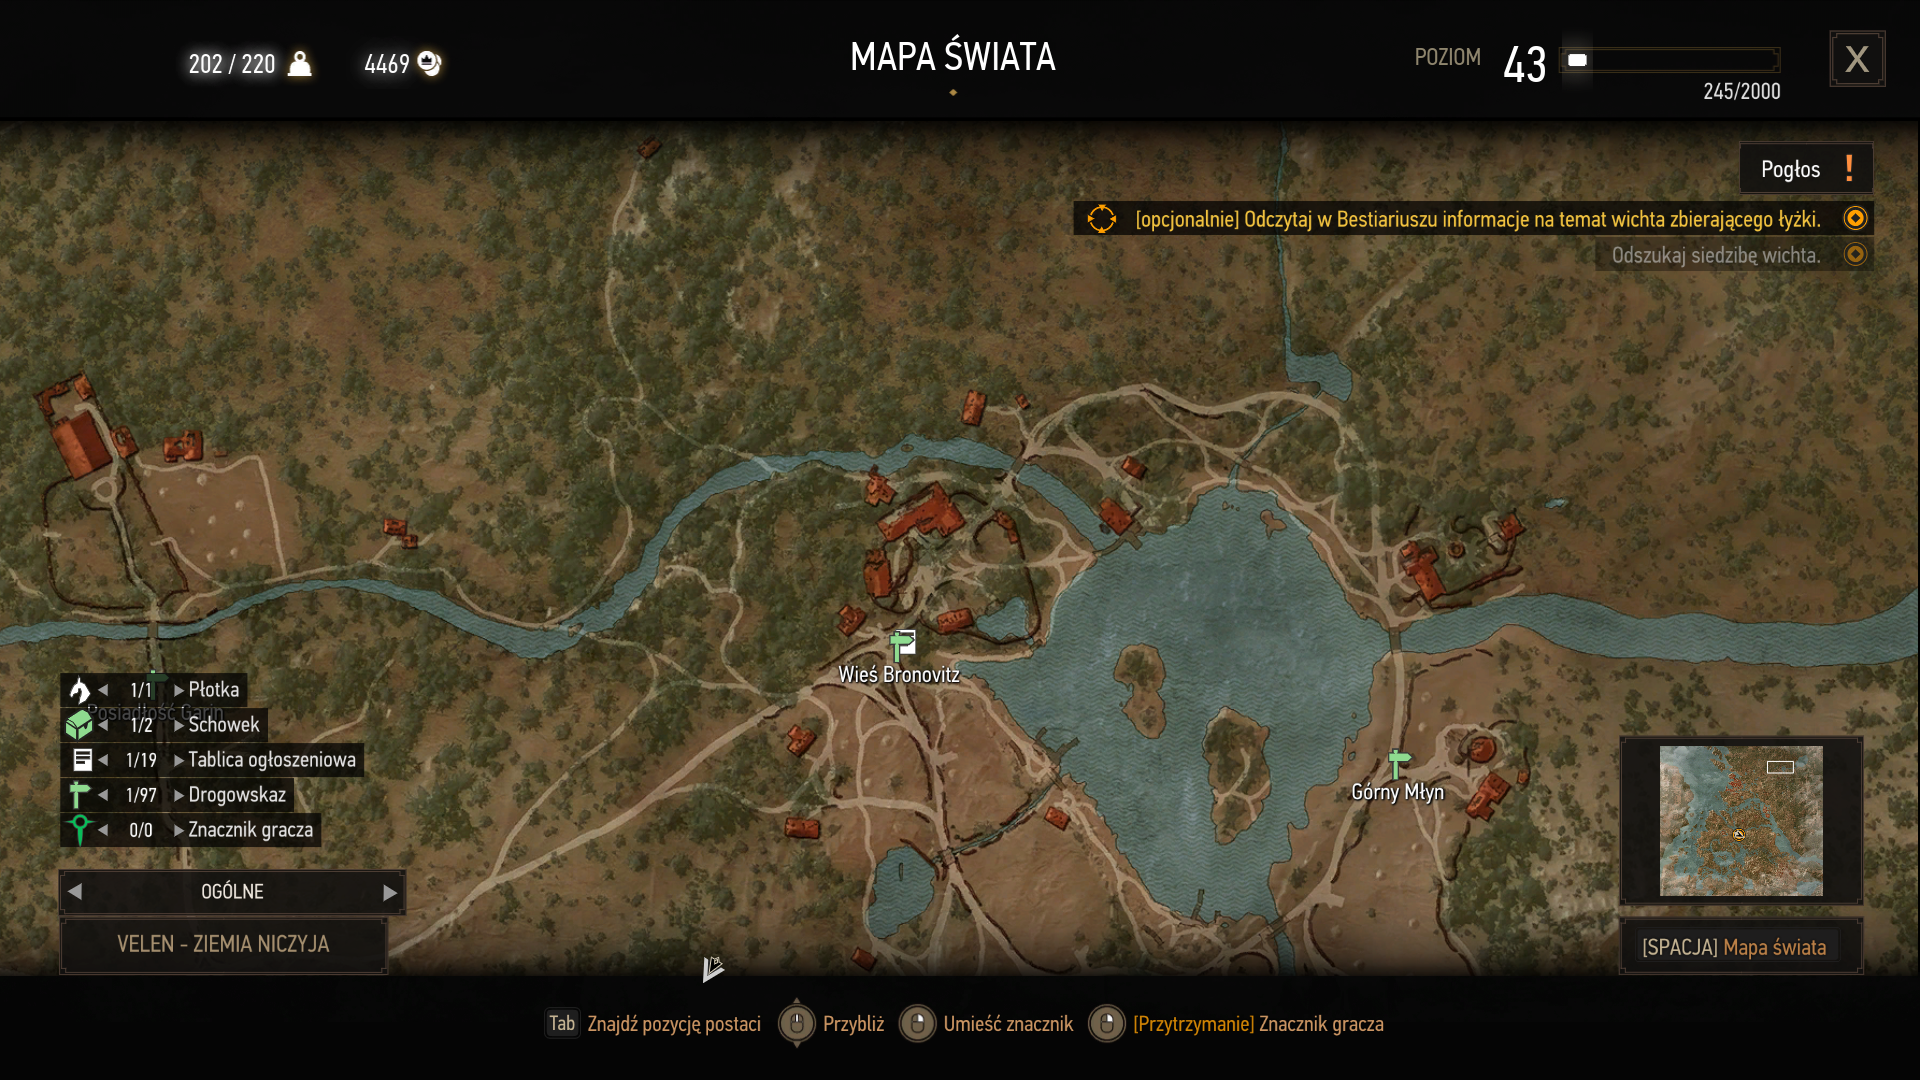 202 / 220
4469
MAPA ŚWIATA
POZIOM 43
245/2000
X
Pogłos !
[opcjonalnie] Odczytaj w Bestiariuszu informacje na temat wichta zbierającego łyżki.
Odszukaj siedzibę wichta.
Wieś Bronovitz
Górny Młyn
1/1 Płotka
Posiadłość Garin
1/2 Schowek
1/19 Tablica ogłoszeniowa
1/97 Drogowskaz
0/0 Znacznik gracza
OGÓLNE
VELEN - ZIEMIA NICZYJA
[SPACJA] Mapa świata
Tab Znajdź pozycję postaci
Przybliż
Umieść znacznik
[Przytrzymanie] Znacznik gracza